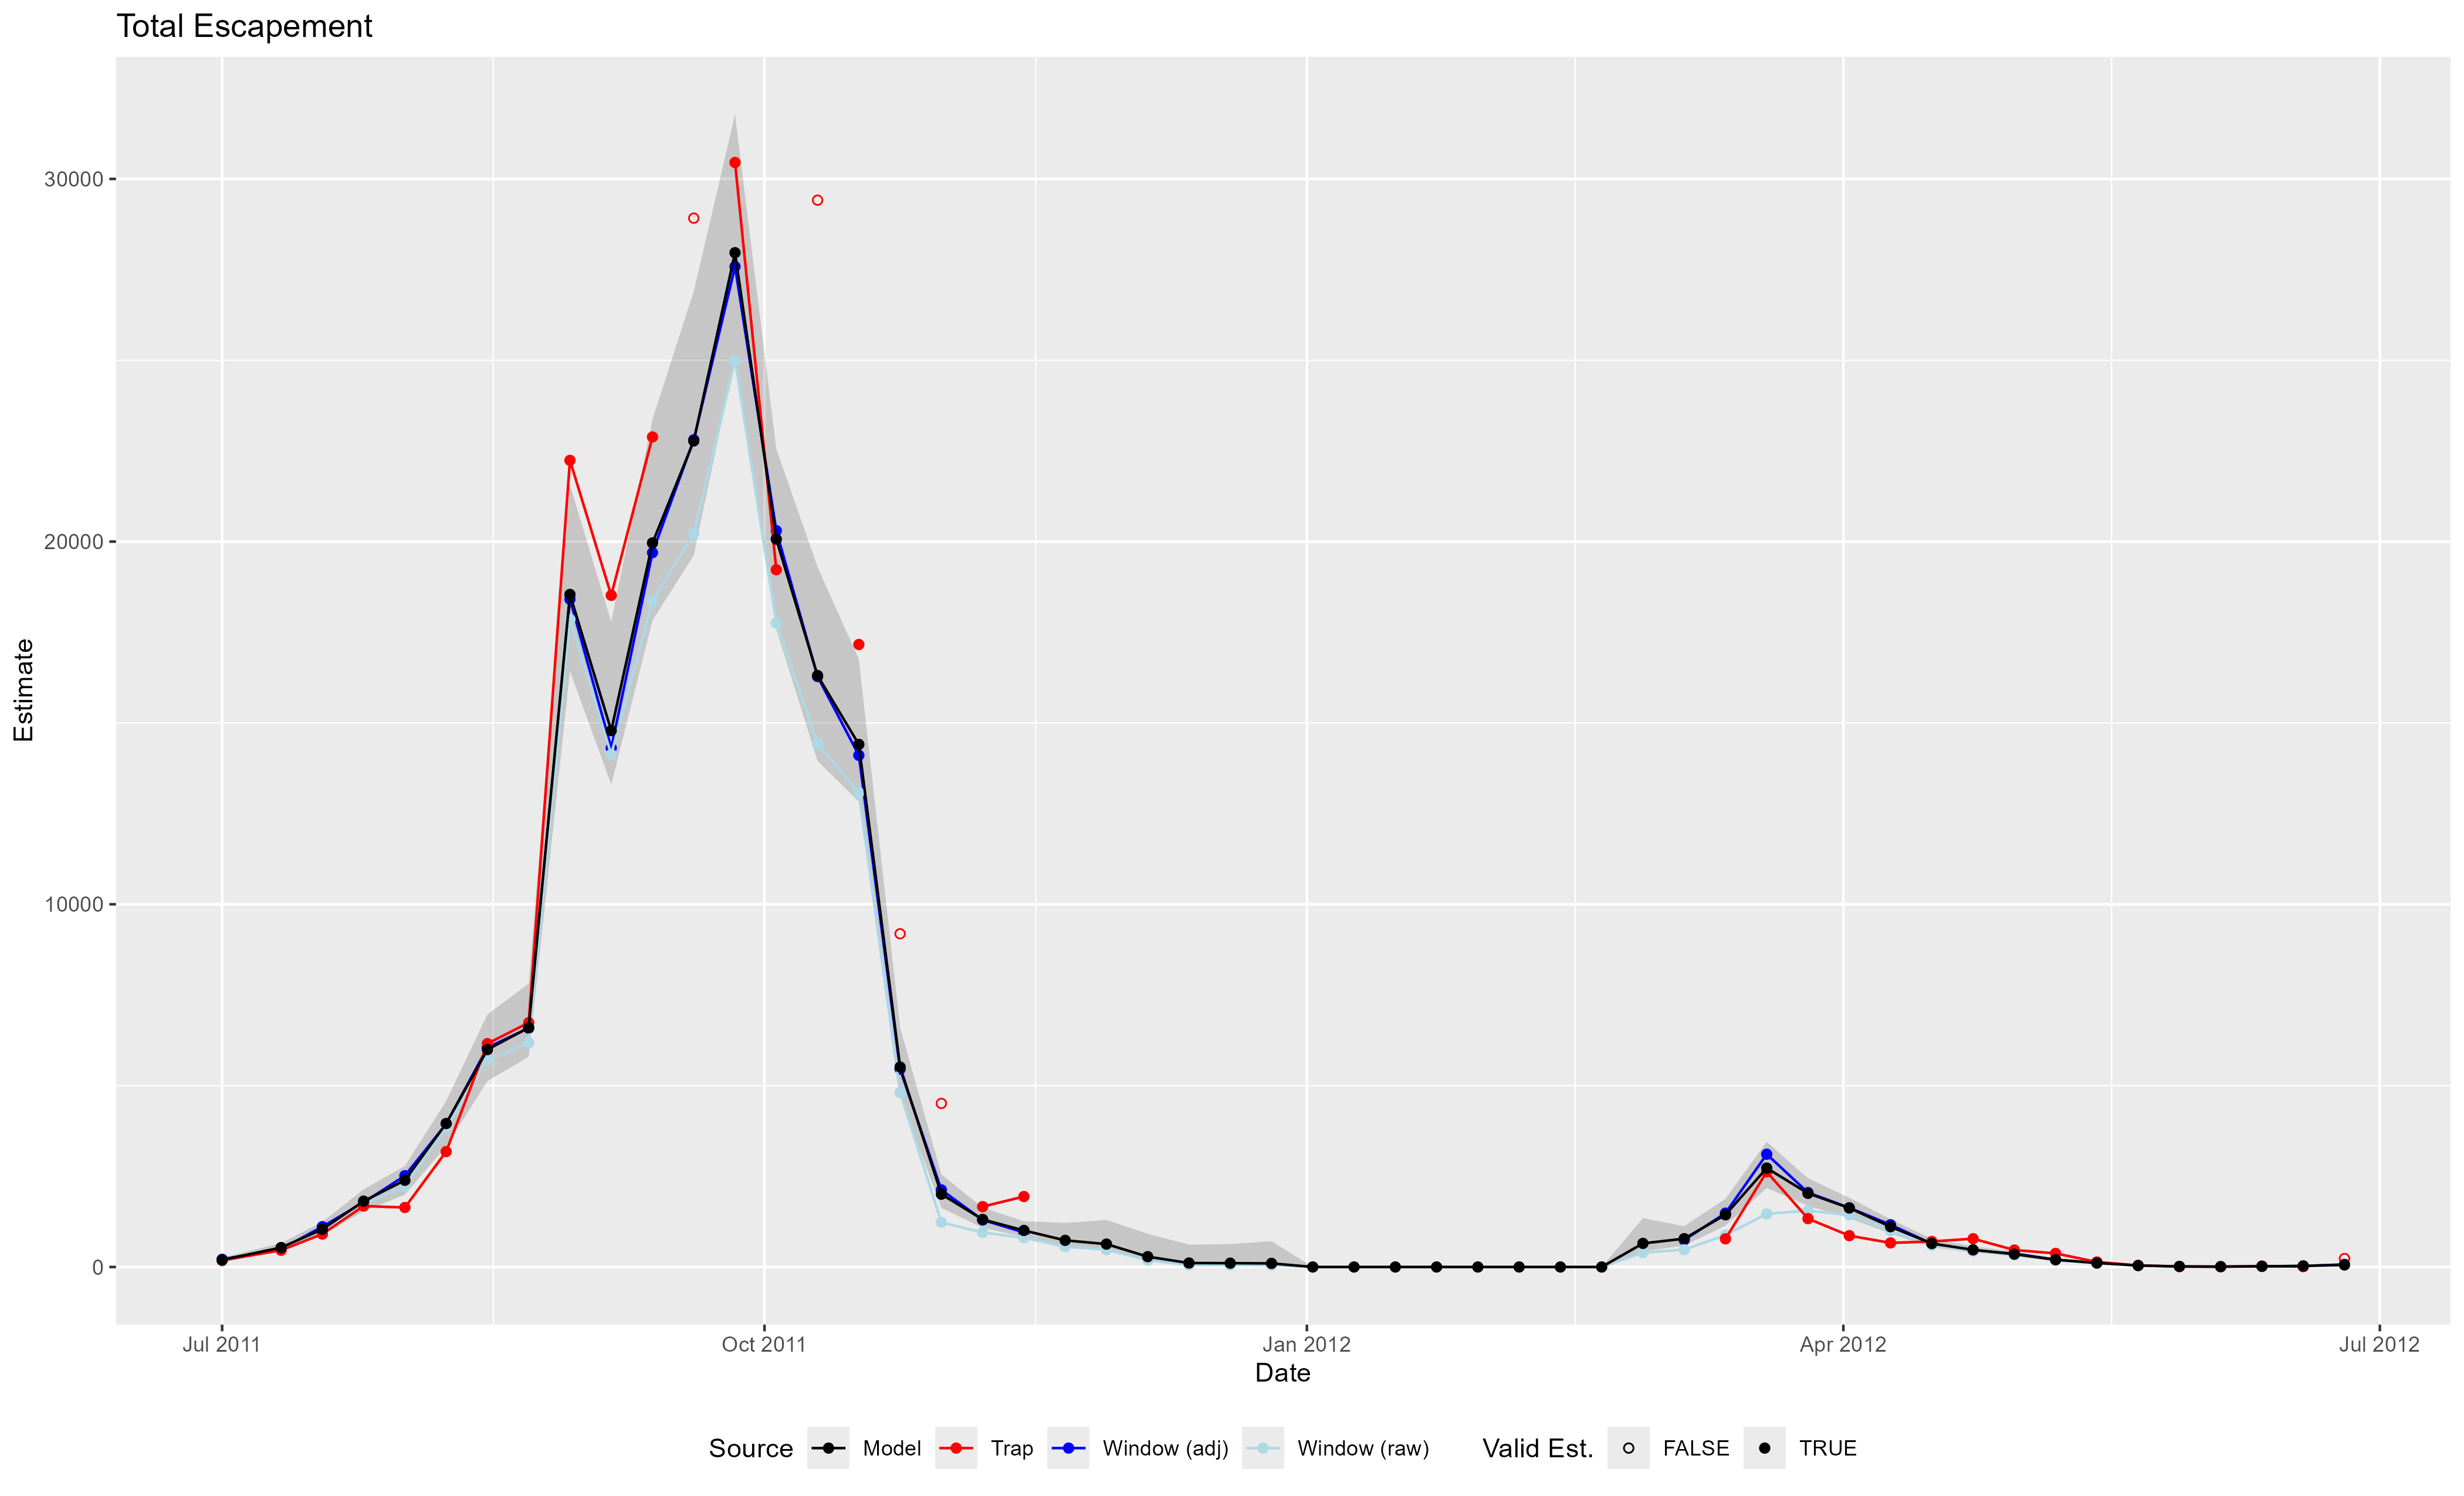 Total Escapement
30000
20000
10000
0
Estimate
Jul 2011 Oct 2011 Jan 2012 Apr 2012 Jul 2012
Date
Source Model Trap Window (adj) Window (raw) Valid Est. FALSE TRUE